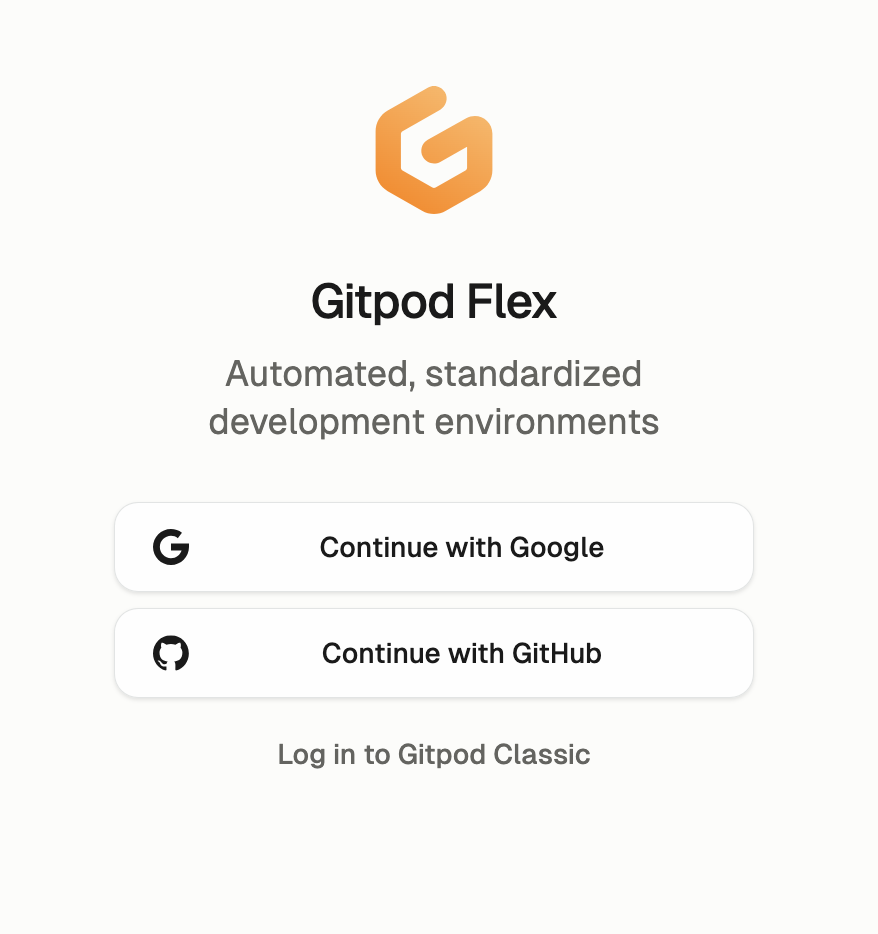 Gitpod Flex
Automated, standardized
development environments
Continue with Google
Continue with GitHub
Log in to Gitpod Classic